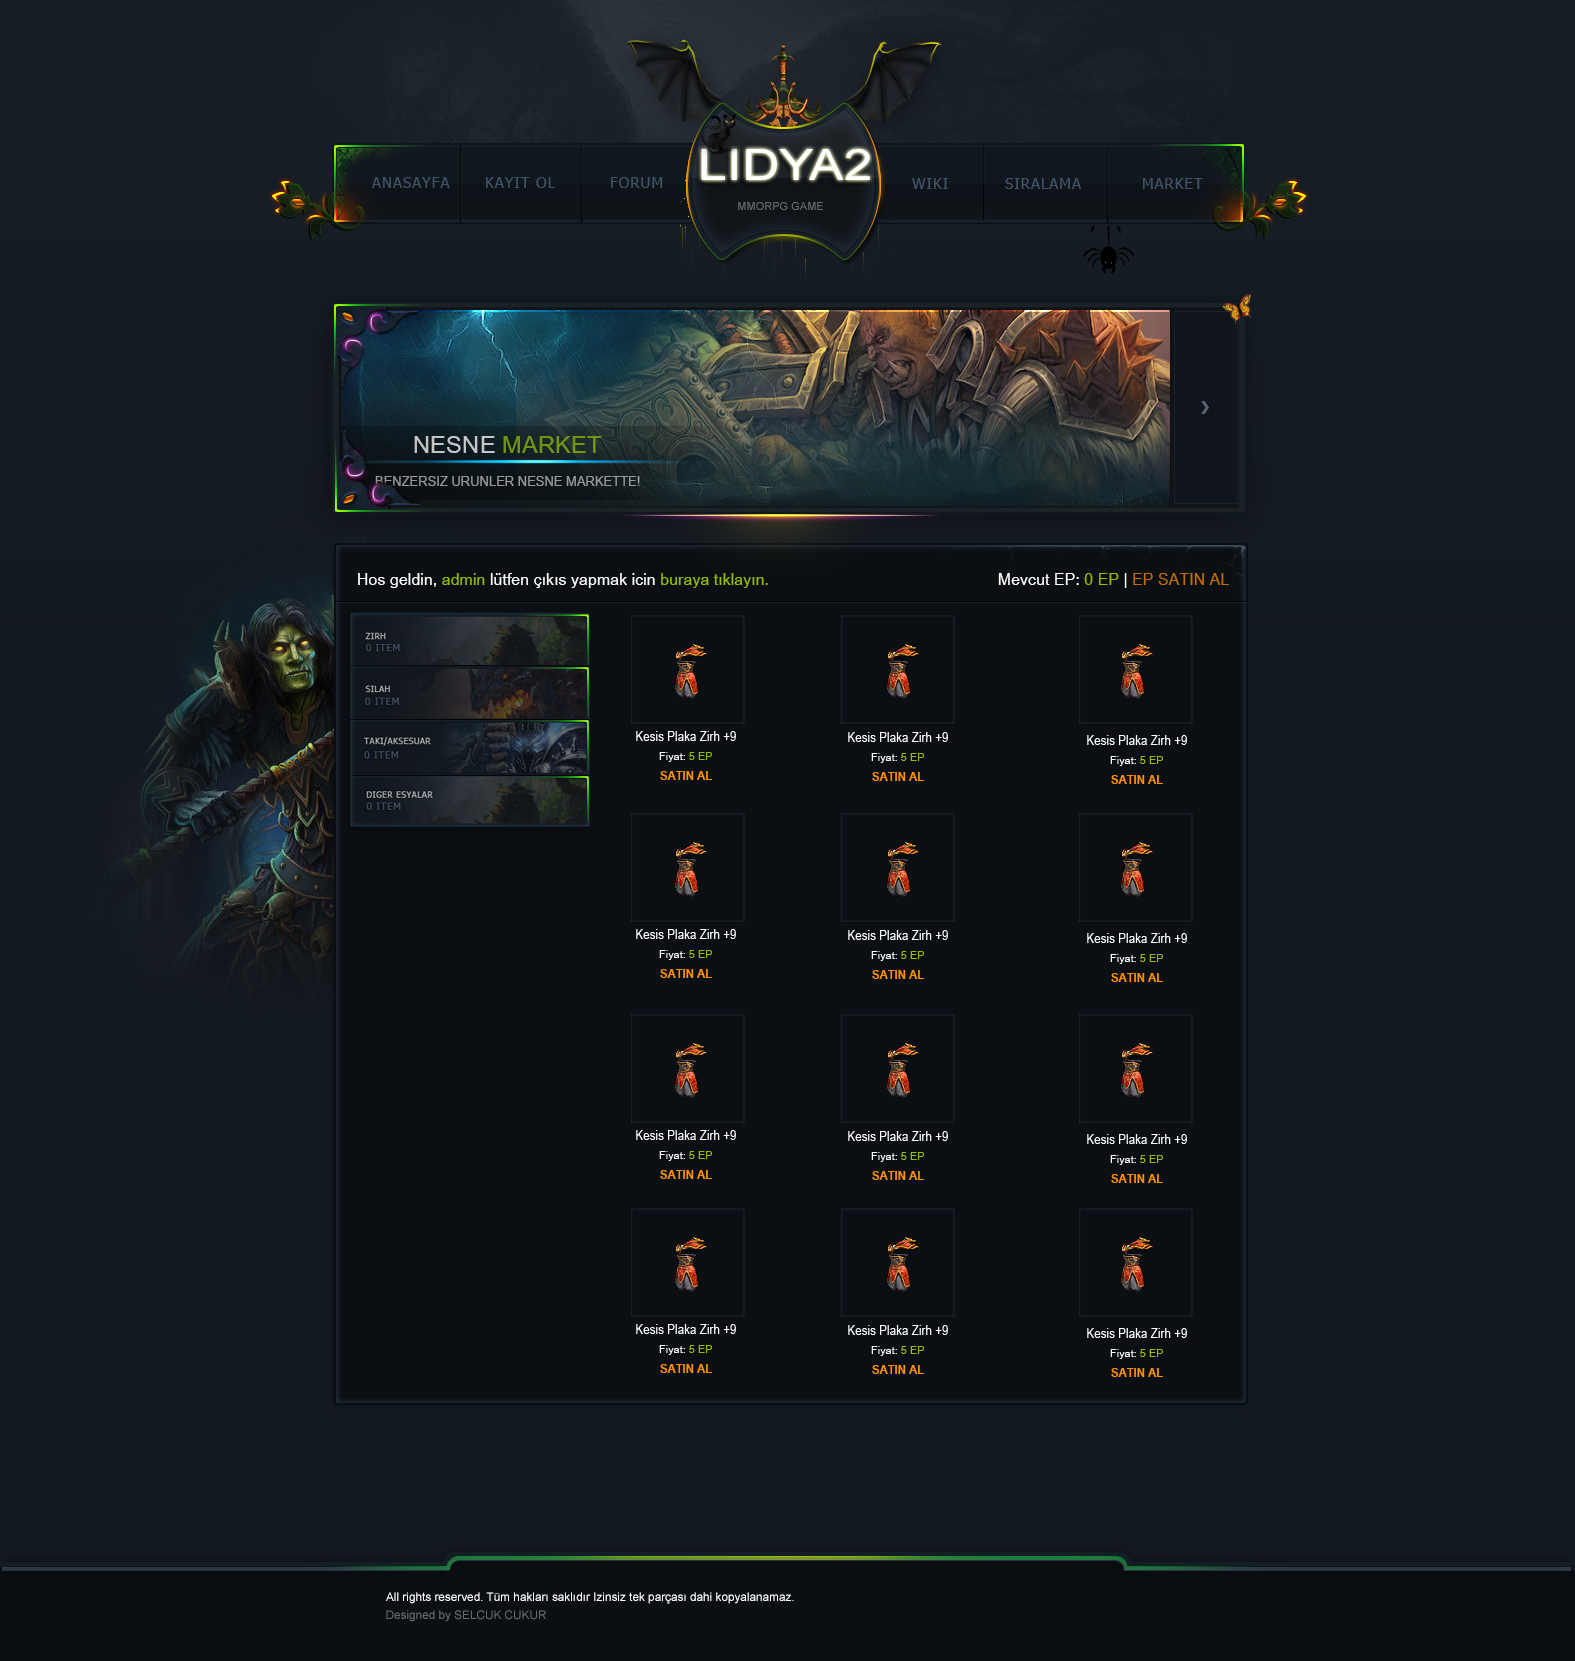 LIDYA2
MMORPG GAME
ANASAYFA
KAYIT OL
FORUM
WIKI
SIRALAMA
MARKET
NESNE MARKET
BENZERSIZ URUNLER NESNE MARKETTE!
Hos geldin, admin lütfen çıkıs yapmak icin buraya tıklayın.
Mevcut EP: 0 EP | EP SATIN AL
ZIRH
0 ITEM
SILAH
0 ITEM
TAKI/AKSESUAR
0 ITEM
DIGER ESYALAR
0 ITEM
Kesis Plaka Zirh +9
Fiyat: 5 EP
SATIN AL
Kesis Plaka Zirh +9
Fiyat: 5 EP
SATIN AL
Kesis Plaka Zirh +9
Fiyat: 5 EP
SATIN AL
Kesis Plaka Zirh +9
Fiyat: 5 EP
SATIN AL
Kesis Plaka Zirh +9
Fiyat: 5 EP
SATIN AL
Kesis Plaka Zirh +9
Fiyat: 5 EP
SATIN AL
Kesis Plaka Zirh +9
Fiyat: 5 EP
SATIN AL
Kesis Plaka Zirh +9
Fiyat: 5 EP
SATIN AL
Kesis Plaka Zirh +9
Fiyat: 5 EP
SATIN AL
Kesis Plaka Zirh +9
Fiyat: 5 EP
SATIN AL
Kesis Plaka Zirh +9
Fiyat: 5 EP
SATIN AL
Kesis Plaka Zirh +9
Fiyat: 5 EP
SATIN AL
All rights reserved. Tüm hakları saklıdır Izinsiz tek parçası dahi kopyalanamaz.
Designed by SELCUK CUKUR